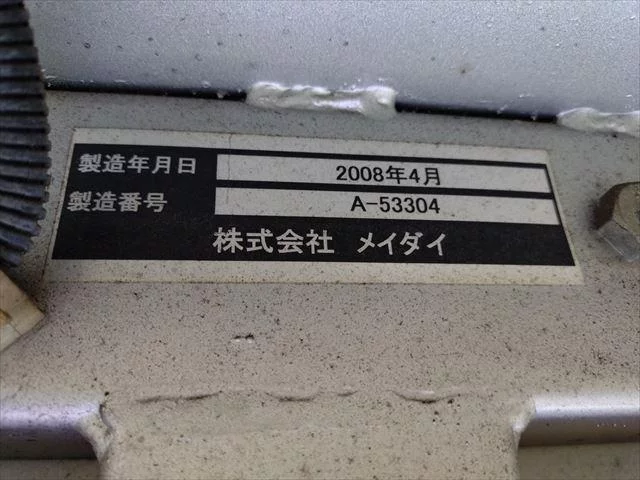 製造年月日 2008年4月
製造番号 A-53304
株式会社 メイダイ